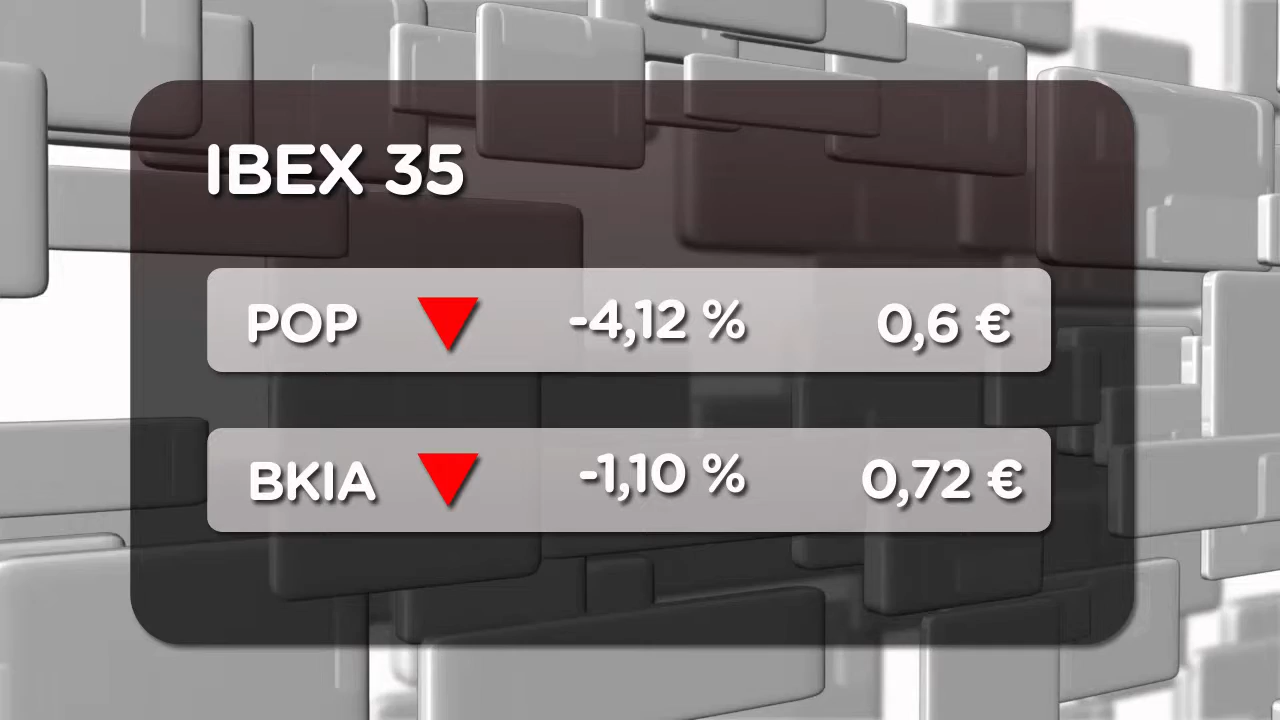 IBEX 35
POP -4,12 % 0,6 €
BKIA -1,10 % 0,72 €